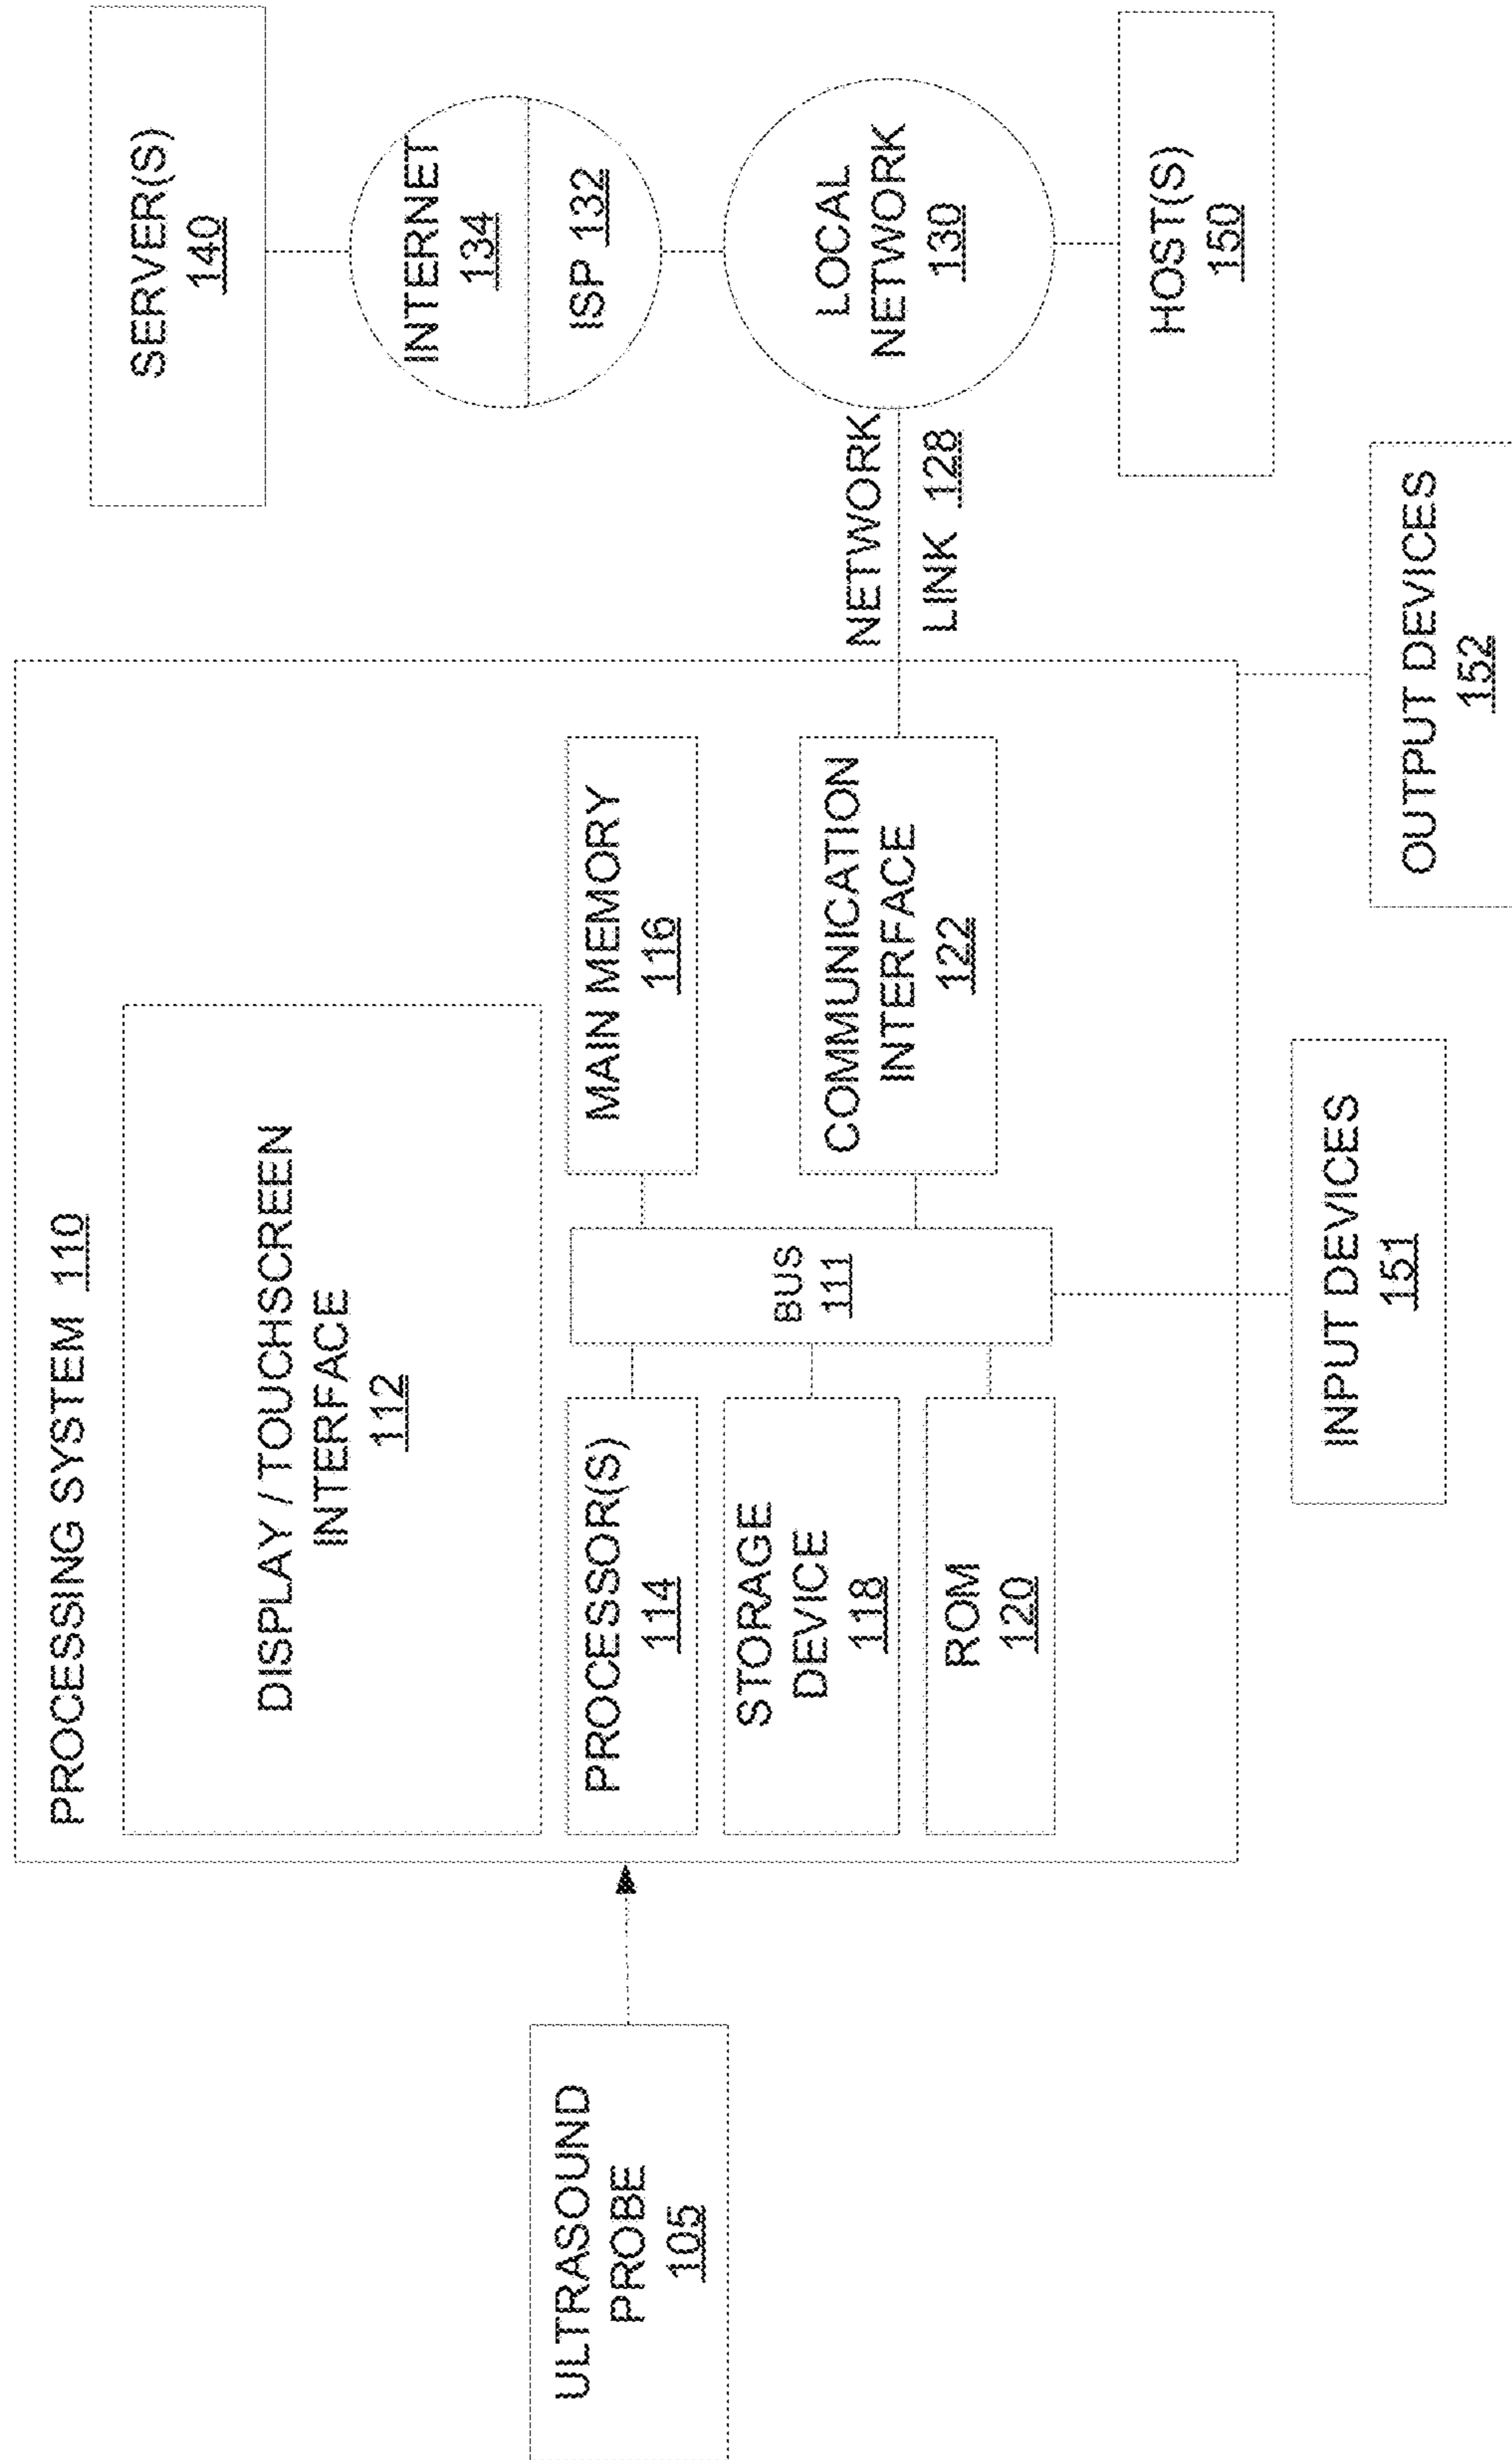 ULTRASOUND
PROBE
105
PROCESSING SYSTEM 110
DISPLAY / TOUCHSCREEN
INTERFACE
112
PROCESSOR(S)
114
STORAGE
DEVICE
118
ROM
120
BUS
111
MAIN MEMORY
116
COMMUNICATION
INTERFACE
122
INPUT DEVICES
151
OUTPUT DEVICES
152
NETWORK
LINK 128
SERVER(S)
140
INTERNET
134
ISP 132
LOCAL
NETWORK
130
HOST(S)
150